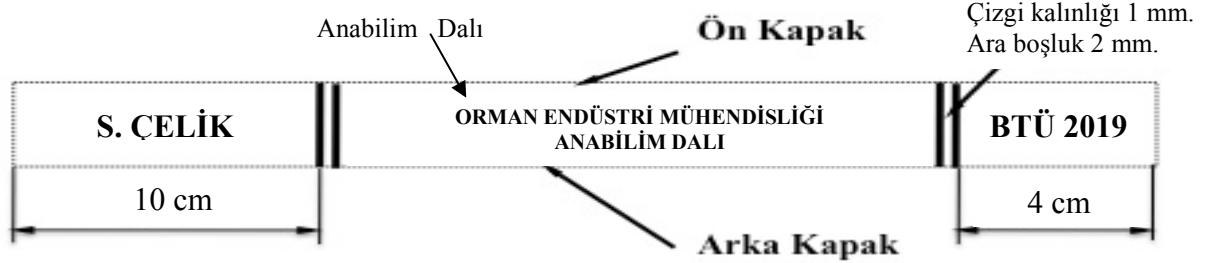 Çizgi kalınlığı 1 mm.
Ara boşluk 2 mm.
Anabilim Dalı
Ön Kapak
S. ÇELİK
ORMAN ENDÜSTRİ MÜHENDİSLİĞİ
ANABİLİM DALI
BTÜ 2019
10 cm
4 cm
Arka Kapak